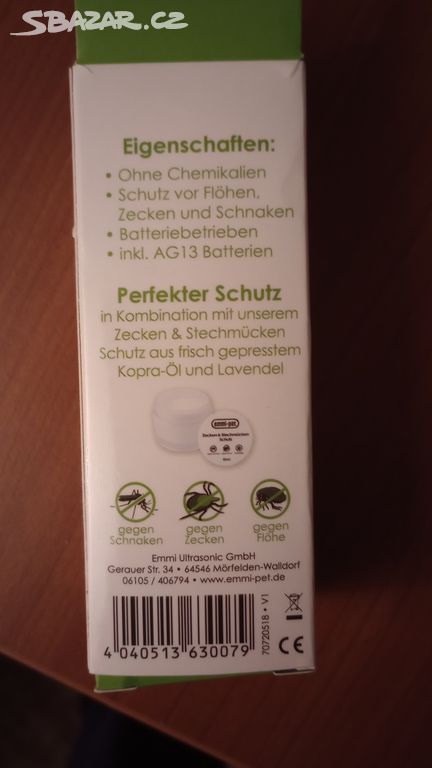 SBAZAR.CZ
Eigenschaften:
• Ohne Chemikalien
• Schutz vor Flöhen,
Zecken und Schnaken
• Batteriebetrieben
• inkl. AG13 Batterien
Perfekter Schutz
in Kombination mit unserem
Zecken & Stechmücken
Schutz aus frisch gepresstem
Kopra-Öl und Lavendel
emmi-pet
Zecken & Stechmücken
Schutz
gegen
Schnaken
gegen
Zecken
gegen
Flöhe
Emmi Ultrasonic GmbH
Gerauer Str. 34 • 64546 Mörfelden-Walldorf
06105 / 406794 • www.emmi-pet.de
4 040513 630079
70720518 • V1
CE